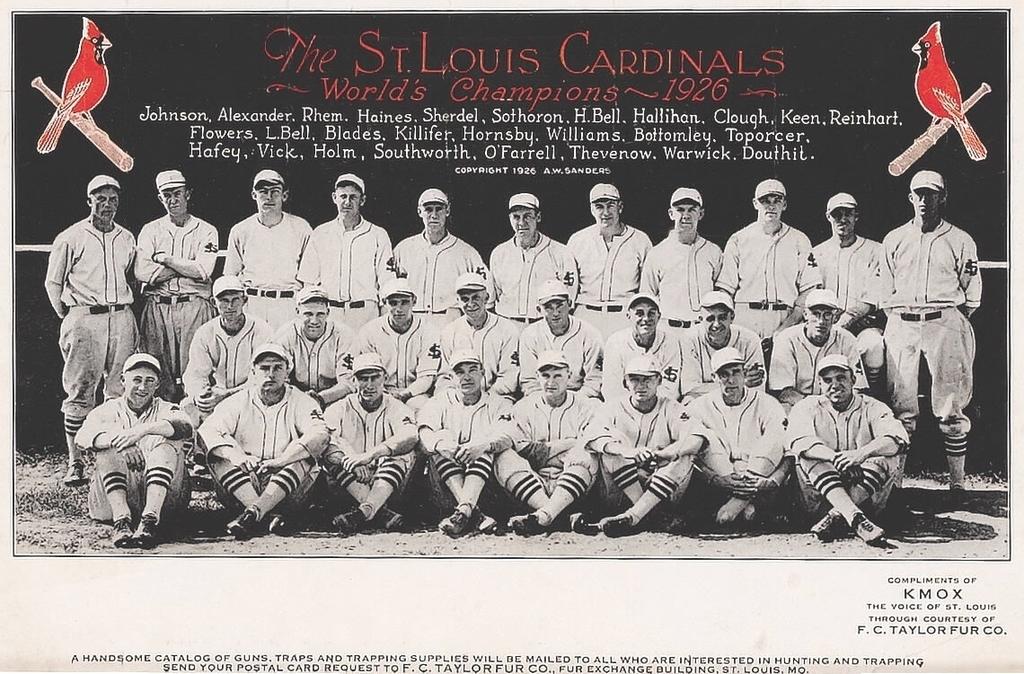 The St. Louis Cardinals
World's Champions ~ 1926
Johnson, Alexander, Rhem, Haines, Sherdel, Sothoron, H.Bell, Hallihan, Clough, Keen, Reinhart,
Flowers, L.Bell, Blades, Killifer, Hornsby, Williams, Bottomley, Toporcer,
Hafey, Vick, Holm, Southworth, O'Farrell, Thevenow, Warwick, Douthit.
COPYRIGHT 1926 A.W. SANDERS
COMPLIMENTS OF
KMOX
THE VOICE OF ST. LOUIS
THROUGH COURTESY OF
F. C. TAYLOR FUR CO.
A HANDSOME CATALOG OF GUNS, TRAPS AND TRAPPING SUPPLIES WILL BE MAILED TO ALL WHO ARE INTERESTED IN HUNTING AND TRAPPING
SEND YOUR POSTAL CARD REQUEST TO F. C. TAYLOR FUR CO., FUR EXCHANGE BUILDING, ST. LOUIS, MO.